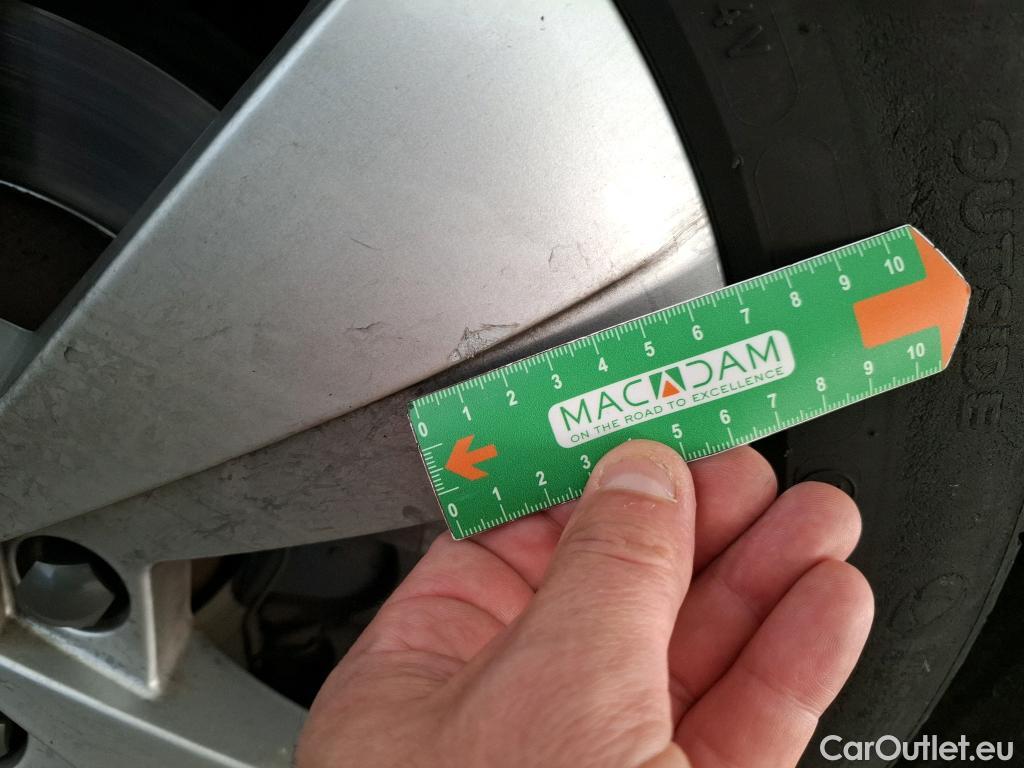 OUTSIDE
0 1 2 3 4 5 6 7 8 9 10
MACADAM
ON THE ROAD TO EXCELLENCE
0 1 2 3 5 6 7 8 9 10
CarOutlet.eu